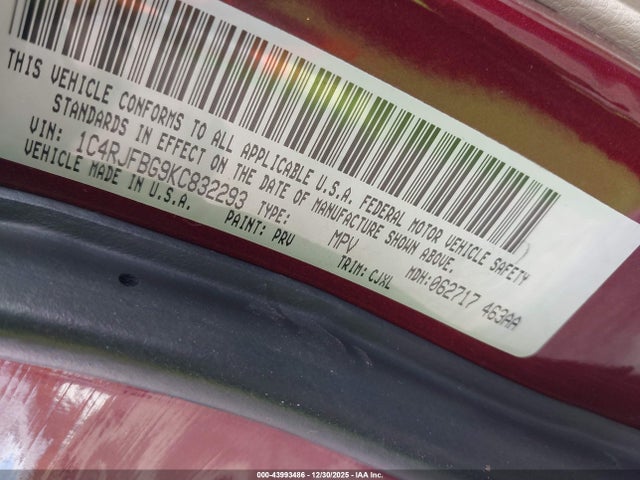 THIS VEHICLE CONFORMS TO ALL APPLICABLE U.S.A. FEDERAL MOTOR VEHICLE SAFETY
STANDARDS IN EFFECT ON THE DATE OF MANUFACTURE SHOWN ABOVE.
VIN: 1C4RJFBG9KC832293 TYPE: MPV MDH:062717 463AA
VEHICLE MADE IN U.S.A. PAINT: PRV TRIM:CJXL
000-43993486 - 12/30/2025 - IAA Inc.